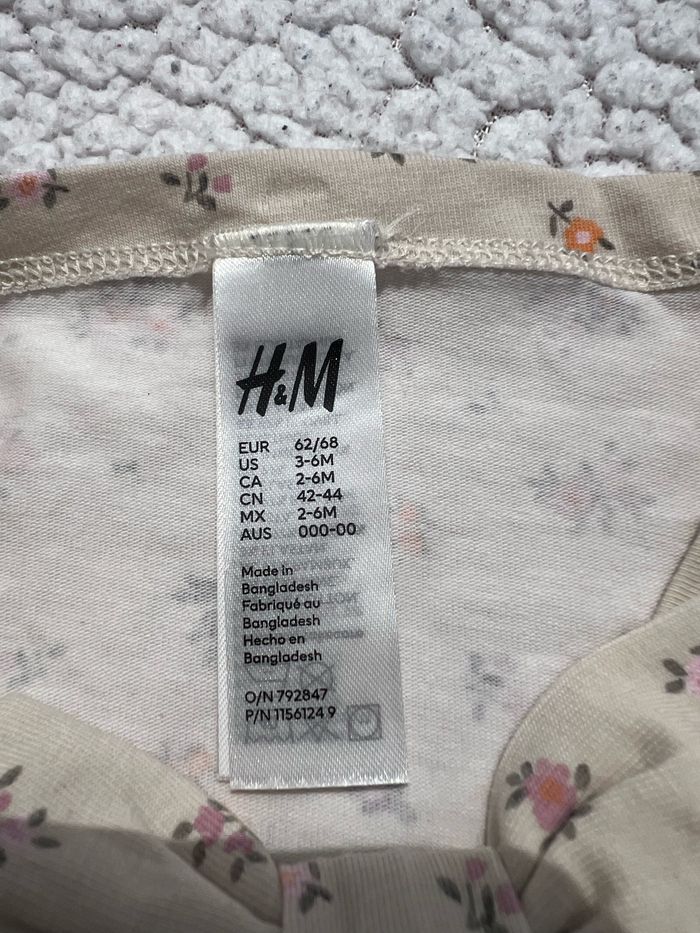 H&M
EUR 62/68
US 3-6M
CA 2-6M
CN 42-44
MX 2-6M
AUS 000-00
Made in
Bangladesh
Fabriqué au
Bangladesh
Hecho en
Bangladesh
O/N 792847
P/N 1156124 9